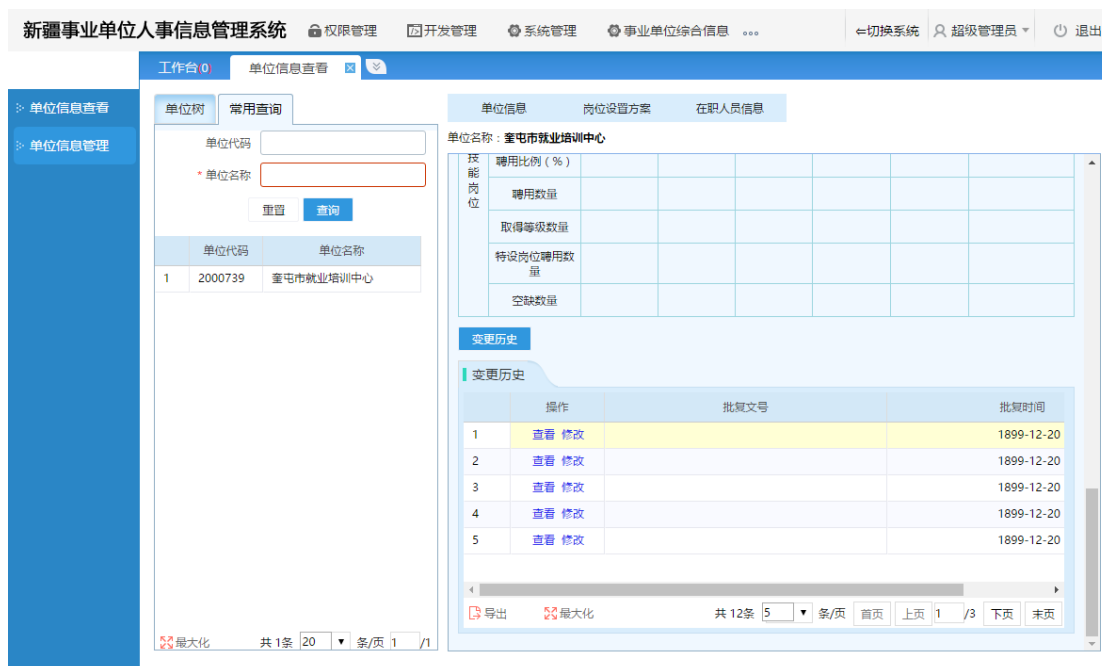 新疆事业单位人事信息管理系统 权限管理 开发管理 系统管理 事业单位综合信息 ⇐切换系统 超级管理员 退出
工作台(0) 单位信息查看
单位信息查看
单位信息管理
单位树 常用查询
单位代码
* 单位名称
重置 查询
单位代码 单位名称
1 2000739 奎屯市就业培训中心
最大化 共 1条 20 条/页 1 /1
单位信息 岗位设置方案 在职人员信息
单位名称：奎屯市就业培训中心
技能岗位
聘用比例（%）
聘用数量
取得等级数量
特设岗位聘用数
量
空缺数量
变更历史
变更历史
操作 批复文号 批复时间
1 查看 修改 1899-12-20
2 查看 修改 1899-12-20
3 查看 修改 1899-12-20
4 查看 修改 1899-12-20
5 查看 修改 1899-12-20
导出 最大化 共 12条 5 条/页 首页 上页 1 /3 下页 末页